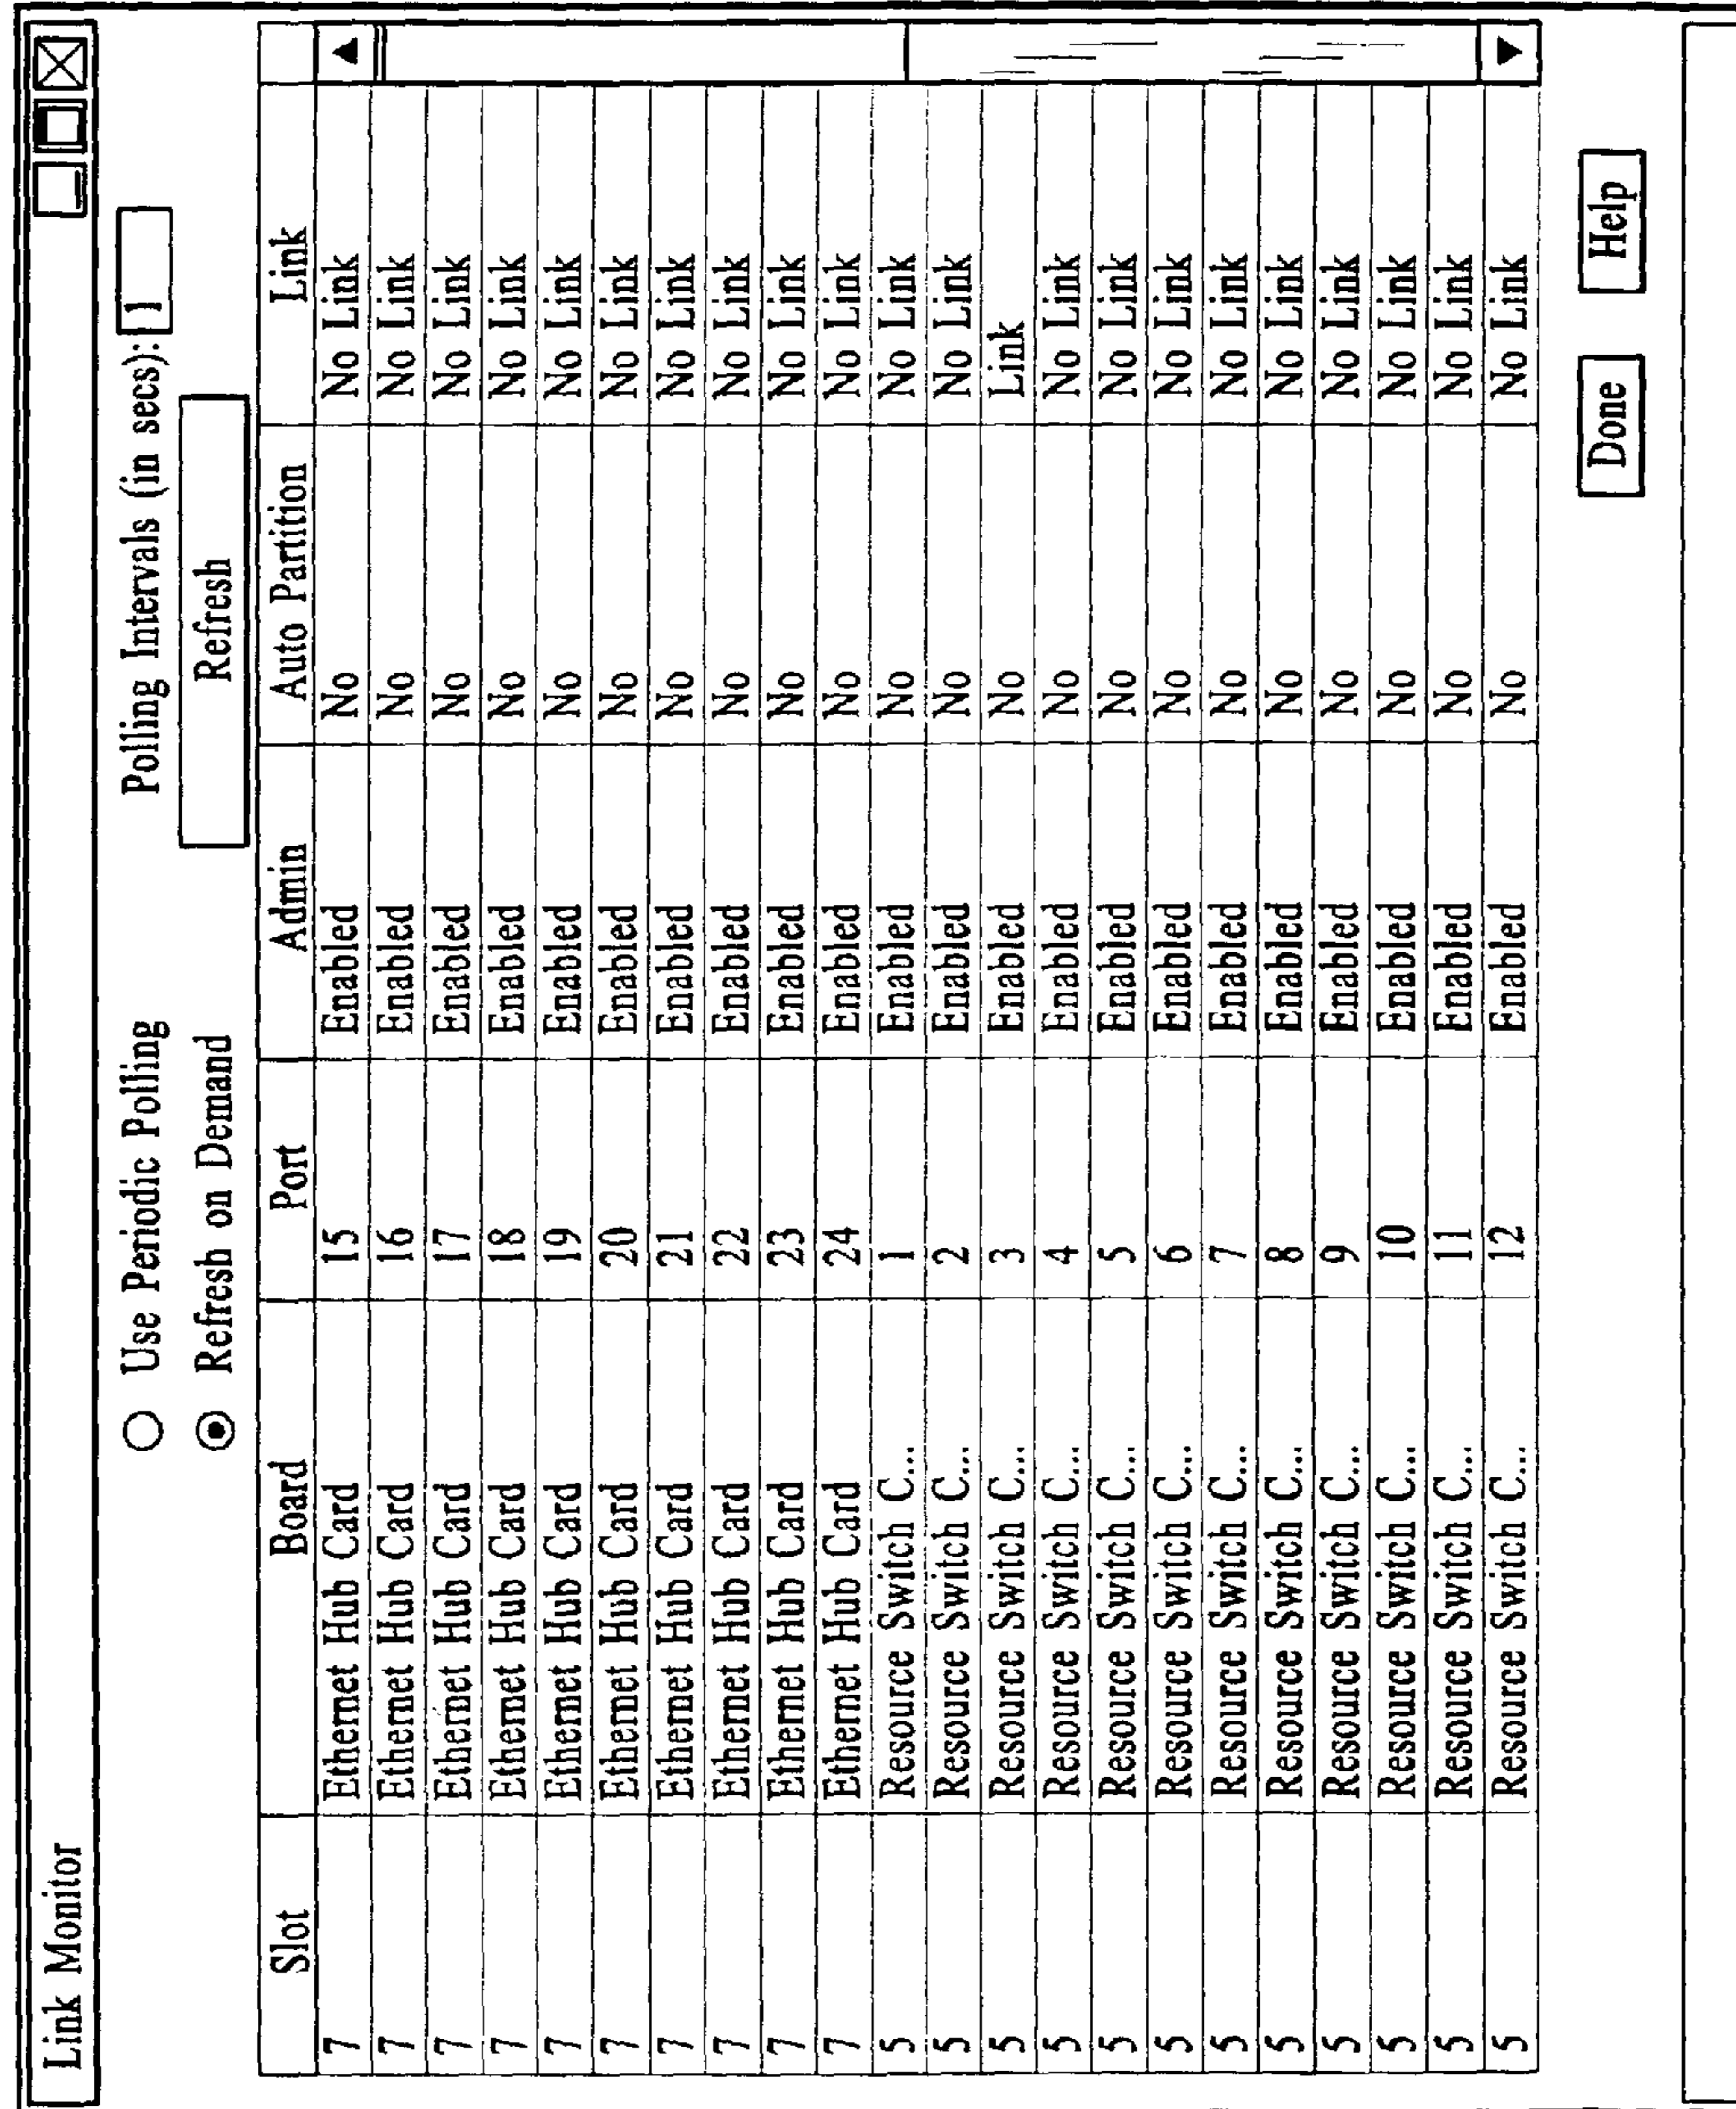 Link Monitor
Use Periodic Polling Polling Intervals (in secs): 1
Refresh on Demand Refresh
Slot Board Port Admin Auto Partition Link
7 Ethernet Hub Card 15 Enabled No No Link
7 Ethernet Hub Card 16 Enabled No No Link
7 Ethernet Hub Card 17 Enabled No No Link
7 Ethernet Hub Card 18 Enabled No No Link
7 Ethernet Hub Card 19 Enabled No No Link
7 Ethernet Hub Card 20 Enabled No No Link
7 Ethernet Hub Card 21 Enabled No No Link
7 Ethernet Hub Card 22 Enabled No No Link
7 Ethernet Hub Card 23 Enabled No No Link
7 Ethernet Hub Card 24 Enabled No No Link
5 Resource Switch C... 1 Enabled No No Link
5 Resource Switch C... 2 Enabled No No Link
5 Resource Switch C... 3 Enabled No Link
5 Resource Switch C... 4 Enabled No No Link
5 Resource Switch C... 5 Enabled No No Link
5 Resource Switch C... 6 Enabled No No Link
5 Resource Switch C... 7 Enabled No No Link
5 Resource Switch C... 8 Enabled No No Link
5 Resource Switch C... 9 Enabled No No Link
5 Resource Switch C... 10 Enabled No No Link
5 Resource Switch C... 11 Enabled No No Link
5 Resource Switch C... 12 Enabled No No Link
Done Help